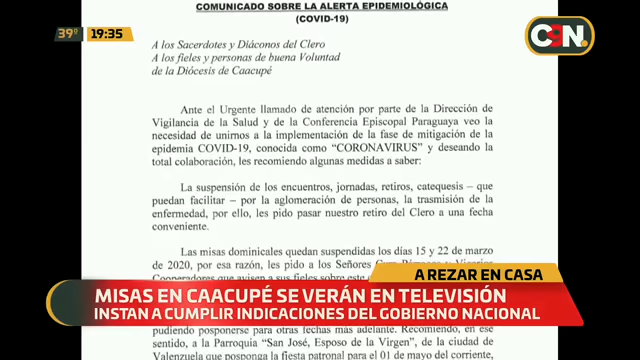 COMUNICADO SOBRE LA ALERTA EPIDEMIOLÓGICA
(COVID-19)
39º
19:35
C9N.
A los Sacerdotes y Diáconos del Clero
A los fieles y personas de buena Voluntad
de la Diócesis de Caacupé
Ante el Urgente llamado de atención por parte de la Dirección de
Vigilancia de la Salud y de la Conferencia Episcopal Paraguaya veo la
necesidad de unirnos a la implementación de la fase de mitigación de la
epidemia COVID-19, conocida como “CORONAVIRUS” y deseando la
total colaboración, les recomiendo algunas medidas a saber:
La suspensión de los encuentros, jornadas, retiros, catequesis – que
puedan facilitar – por la aglomeración de personas, la trasmisión de la
enfermedad, por ello, les pido pasar nuestro retiro del Clero a una fecha
conveniente.
Las misas dominicales quedan suspendidas los días 15 y 22 de marzo
de 2020, por esa razón, les pido a los Señores
Cooperadores que avisen a sus fieles sobre este
A REZAR EN CASA
MISAS EN CAACUPÉ SE VERÁN EN TELEVISIÓN
INSTAN A CUMPLIR INDICACIONES DEL GOBIERNO NACIONAL
pudiendo posponerse para otras fechas más adelante. Recomiendo, en ese
sentido, a la Parroquia “San José, Esposo de la Virgen”, de la ciudad de
Valenzuela que posponga la fiesta patronal para el 01 de mayo del corriente,